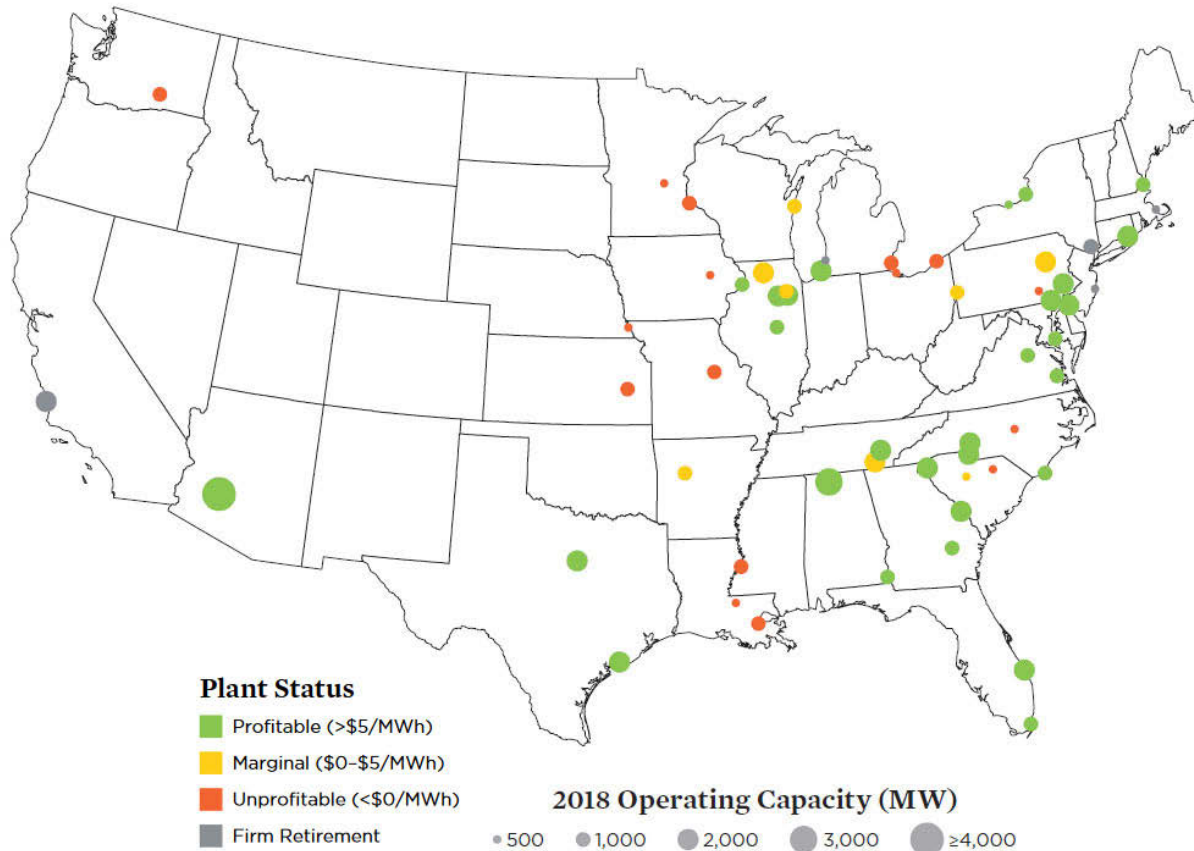 Plant Status
Profitable (>$5/MWh)
Marginal ($0–$5/MWh)
Unprofitable (<$0/MWh)
Firm Retirement
2018 Operating Capacity (MW)
500 1,000 2,000 3,000 ≥4,000